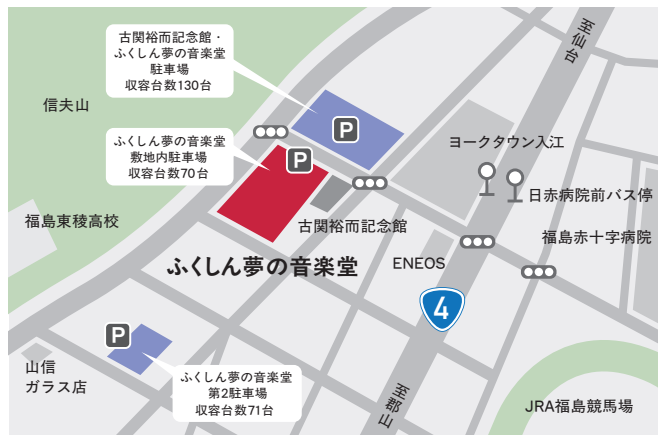 古関裕而記念館・
ふくしん夢の音楽堂
駐車場
収容台数130台
至仙台
信夫山
P
ヨークタウン入江
ふくしん夢の音楽堂
敷地内駐車場
収容台数70台
P
日赤病院前バス停
福島東稜高校
古関裕而記念館
福島赤十字病院
ふくしん夢の音楽堂
ENEOS
4
P
山信
ガラス店
ふくしん夢の音楽堂
第2駐車場
収容台数71台
至郡山
JRA福島競馬場